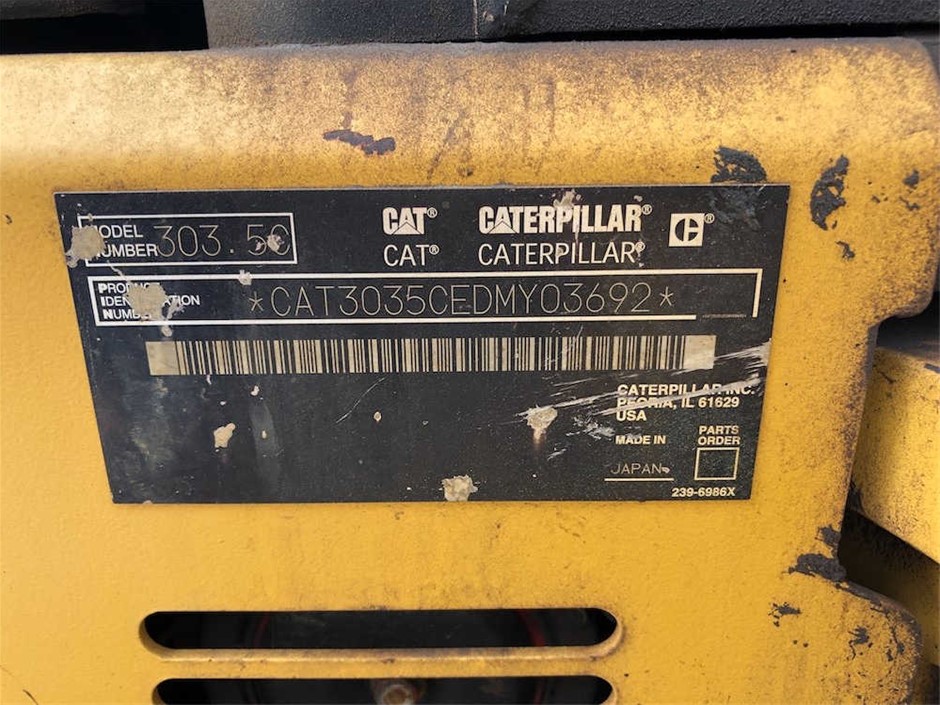 MODEL
NUMBER 303.5C
CAT® CATERPILLAR® ®
CAT® CATERPILLAR®
PRODUCT
IDENTIFICATION
NUMBER
*CAT3035CEDMY03692*
CATERPILLAR INC.
PEORIA, IL 61629
USA
MADE IN
JAPAN
PARTS
ORDER
239-6986X